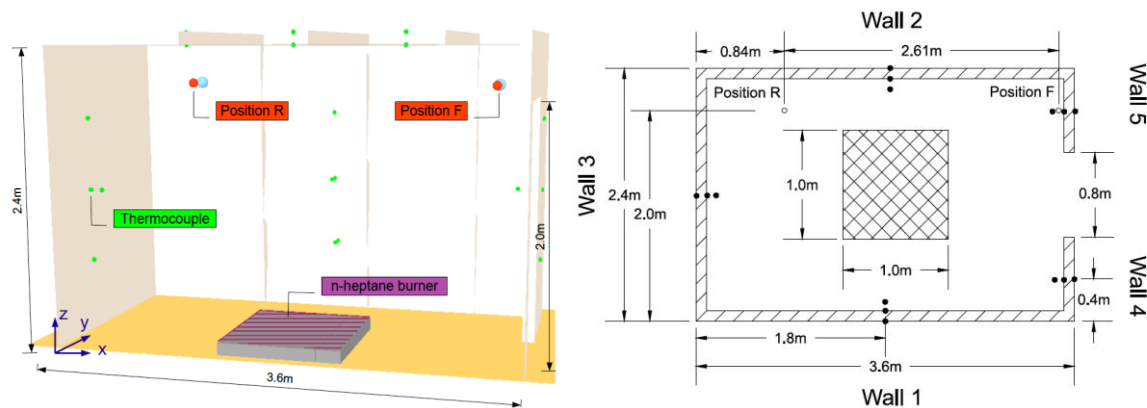 2.4m
Position R
Position F
Thermocouple
n-heptane burner
2.0m
z
y
x
3.6m
Wall 2
0.84m
2.61m
Position R
Position F
Wall 5
Wall 3
2.4m
2.0m
1.0m
0.8m
1.0m
0.4m
Wall 4
1.8m
3.6m
Wall 1